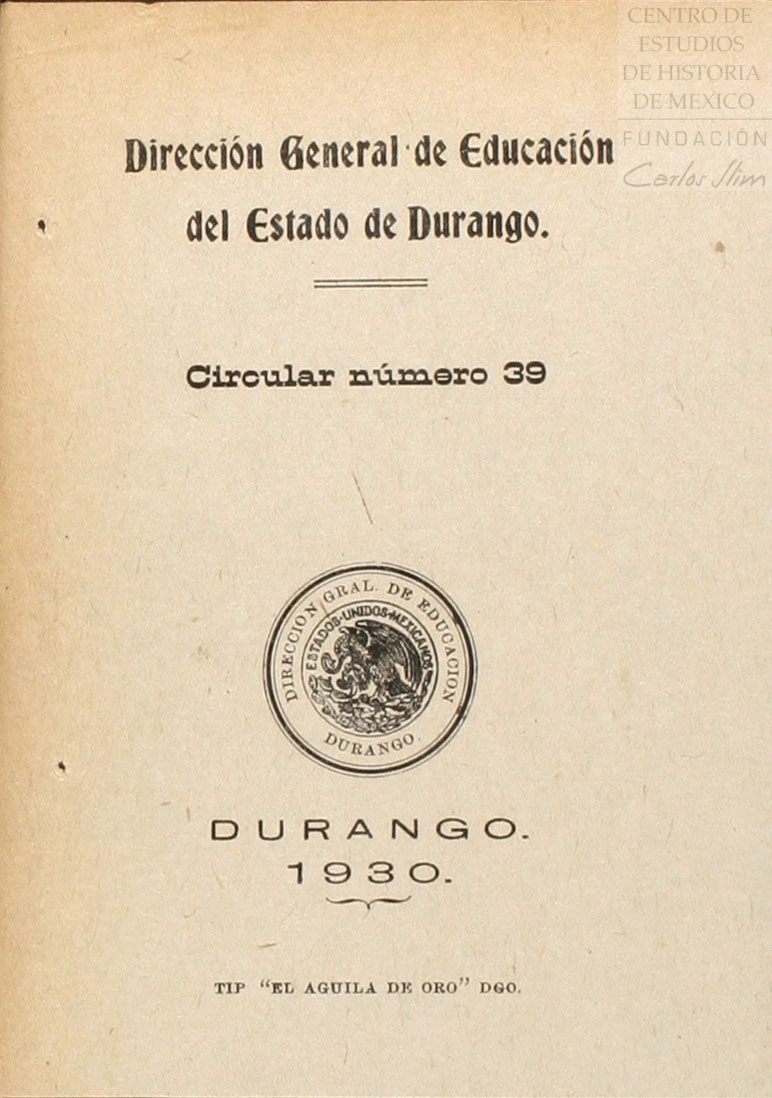 CENTRO DE
ESTUDIOS
DE HISTORIA
DE MEXICO
FUNDACIÓN
Carlos Slim
Dirección General de Educación
del Estado de Durango.
Circular número 39
DIRECCION GRAL. DE EDUCACION
ESTADOS-UNIDOS-MEXICANOS
DURANGO.
DURANGO.
1930.
TIP "EL AGUILA DE ORO" DGO.